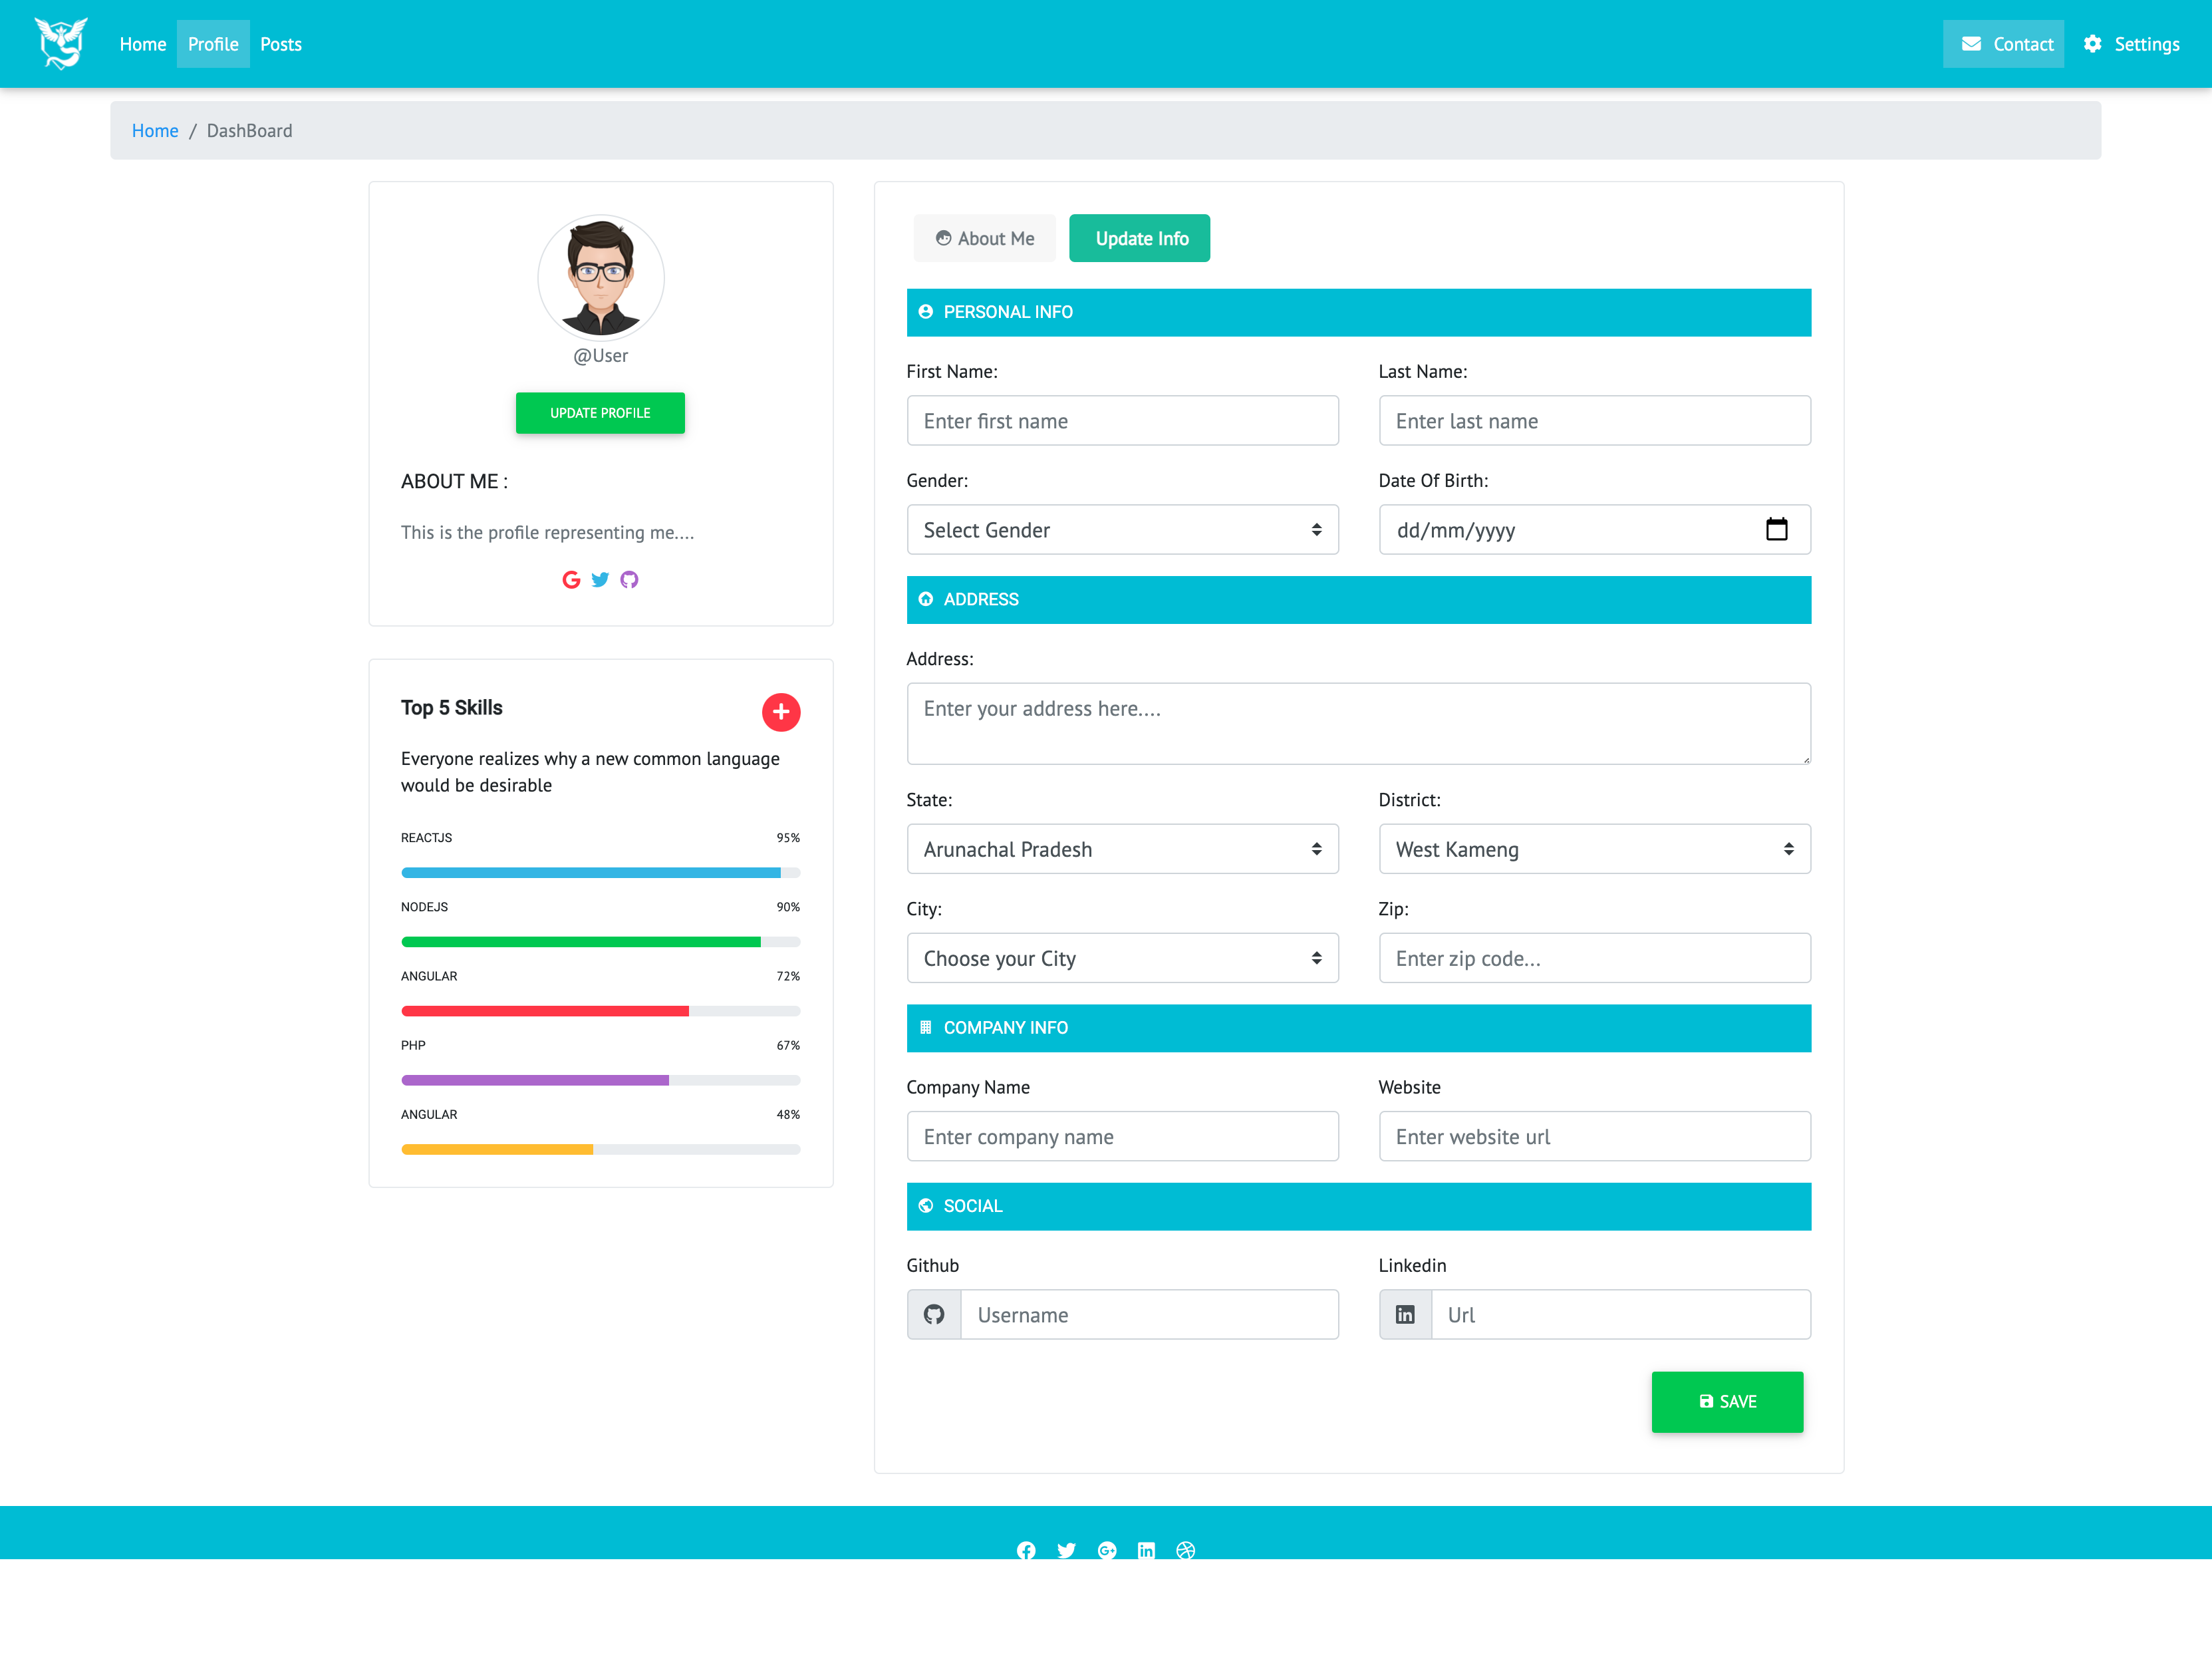 Home Profile Posts Contact Settings
Home / DashBoard
@User
UPDATE PROFILE
ABOUT ME :
This is the profile representing me....
Top 5 Skills
Everyone realizes why a new common language
would be desirable
REACTJS 95%
NODEJS 90%
ANGULAR 72%
PHP 67%
ANGULAR 48%
About Me Update Info
PERSONAL INFO
First Name: Last Name:
Enter first name Enter last name
Gender: Date Of Birth:
Select Gender dd/mm/yyyy
ADDRESS
Address:
Enter your address here....
State: District:
Arunachal Pradesh West Kameng
City: Zip:
Choose your City Enter zip code...
COMPANY INFO
Company Name Website
Enter company name Enter website url
SOCIAL
Github Linkedin
Username Url
SAVE